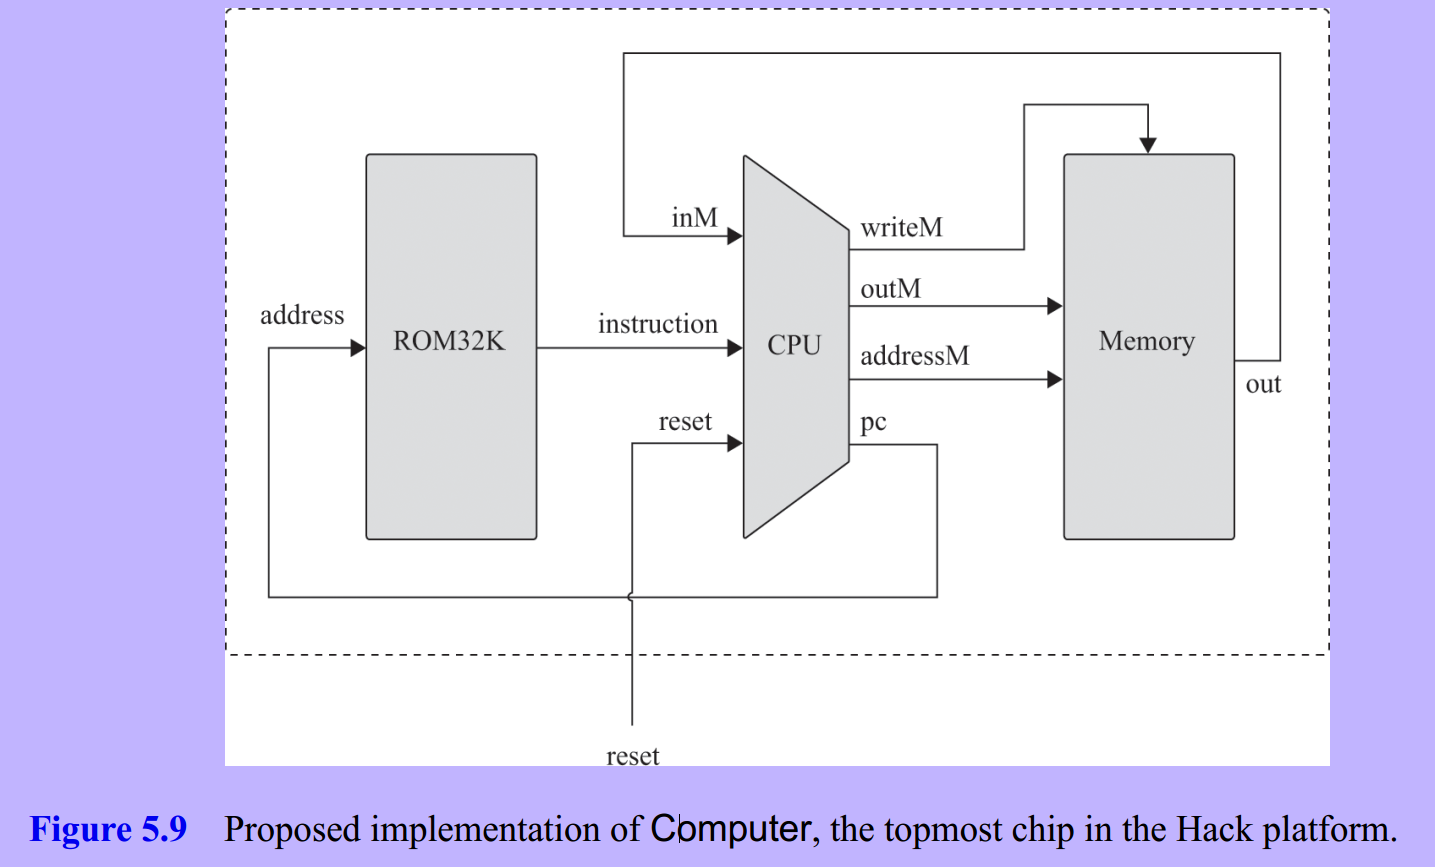 inM
writeM
outM
address
instruction
ROM32K
CPU
Memory
addressM
out
reset
pc
reset
Figure 5.9 Proposed implementation of Computer, the topmost chip in the Hack platform.